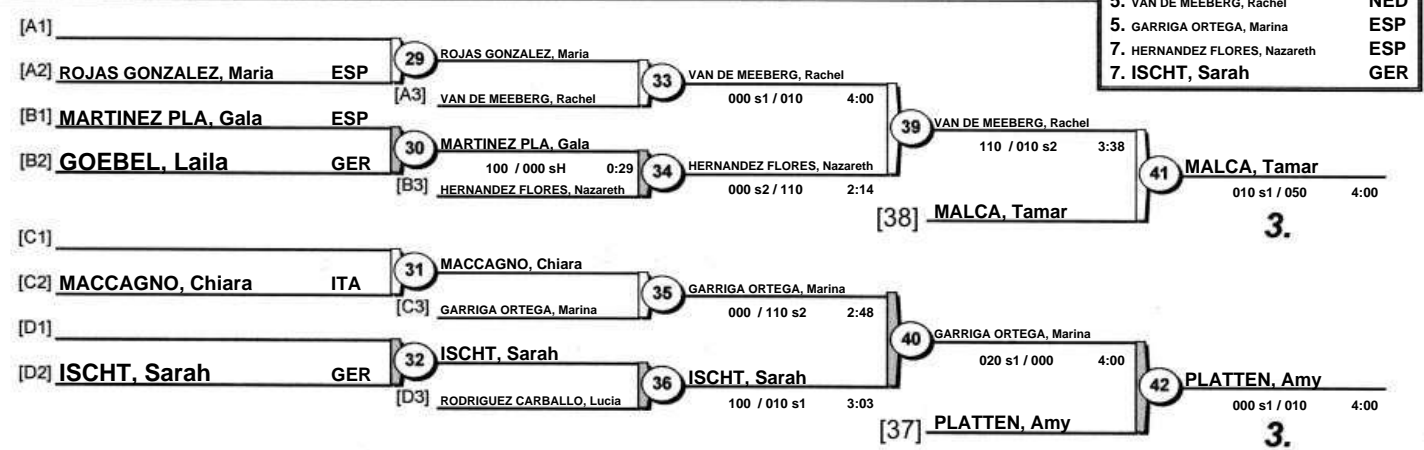 5. VAN DE MEEBERG, Rachel NED
5. GARRIGA ORTEGA, Marina ESP
7. HERNANDEZ FLORES, Nazareth ESP
7. ISCHT, Sarah GER
[A1]
[A2] ROJAS GONZALEZ, Maria ESP
[B1] MARTINEZ PLA, Gala ESP
[B2] GOEBEL, Laila GER
[C1]
[C2] MACCAGNO, Chiara ITA
[D1]
[D2] ISCHT, Sarah GER
29
30
31
32
ROJAS GONZALEZ, Maria
[A3] VAN DE MEEBERG, Rachel
MARTINEZ PLA, Gala
100 / 000 sH 0:29
[B3] HERNANDEZ FLORES, Nazareth
MACCAGNO, Chiara
[C3] GARRIGA ORTEGA, Marina
ISCHT, Sarah
[D3] RODRIGUEZ CARBALLO, Lucia
33
34
35
36
VAN DE MEEBERG, Rachel
000 s1 / 010 4:00
HERNANDEZ FLORES, Nazareth
000 s2 / 110 2:14
GARRIGA ORTEGA, Marina
000 / 110 s2 2:48
ISCHT, Sarah
100 / 010 s1 3:03
39
40
VAN DE MEEBERG, Rachel
110 / 010 s2 3:38
[38] MALCA, Tamar
GARRIGA ORTEGA, Marina
020 s1 / 000 4:00
[37] PLATTEN, Amy
41
42
MALCA, Tamar
010 s1 / 050 4:00
3.
PLATTEN, Amy
000 s1 / 010 4:00
3.